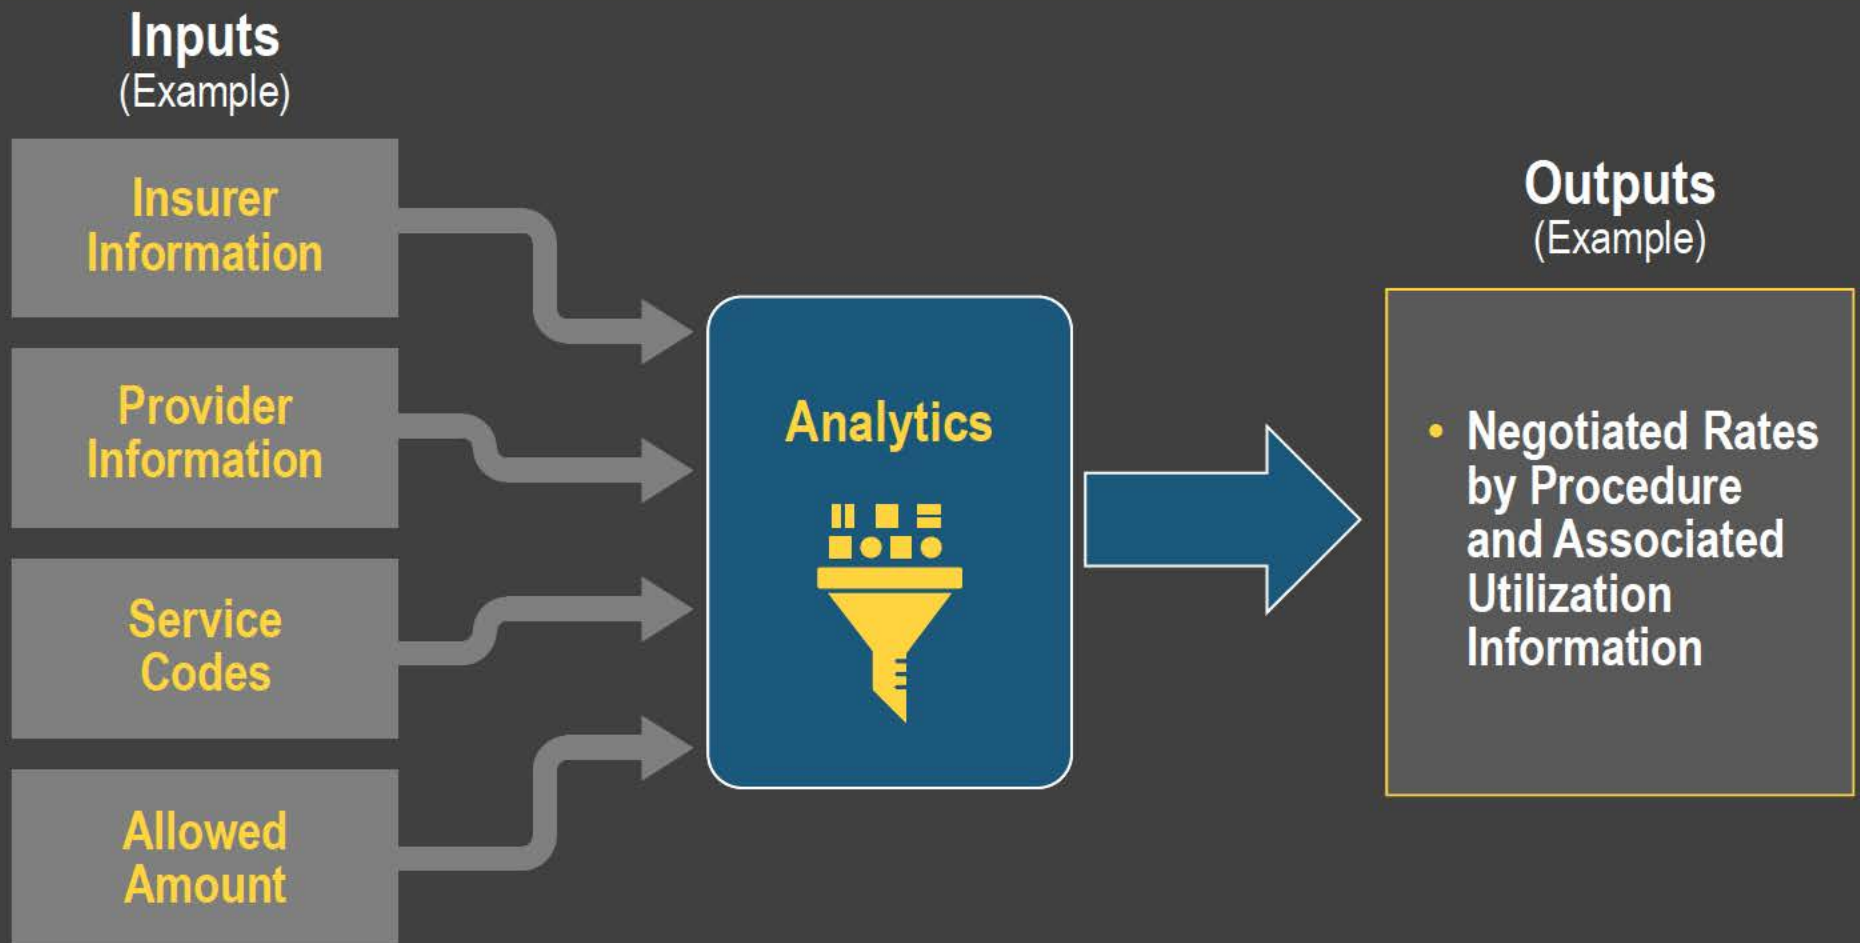 Inputs
(Example)
Insurer
Information
Provider
Information
Service
Codes
Allowed
Amount
Analytics
Outputs
(Example)
• Negotiated Rates
by Procedure
and Associated
Utilization
Information